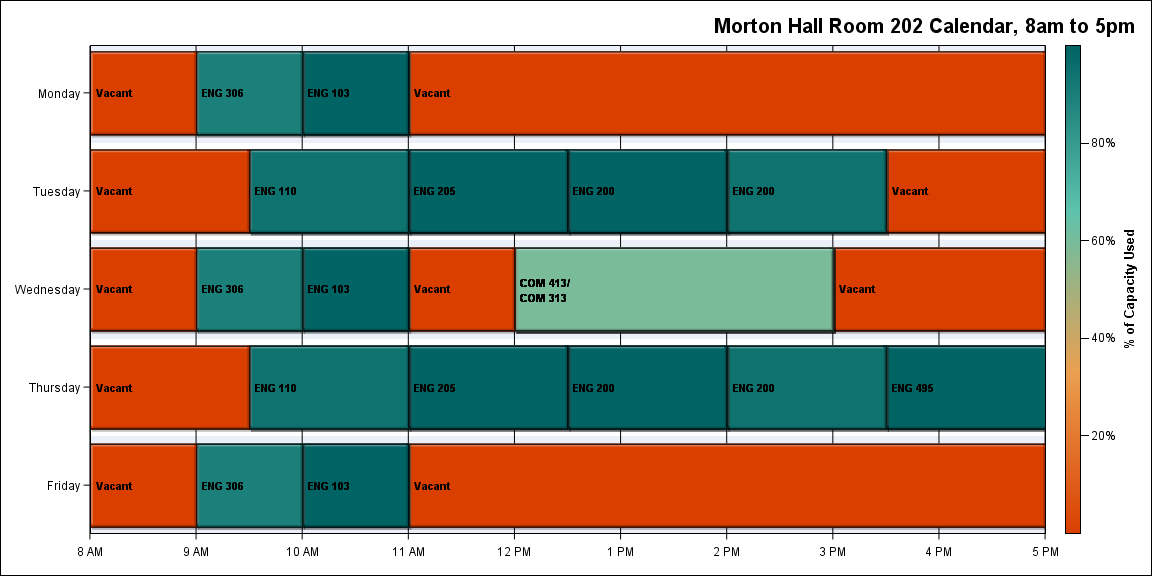 Morton Hall Room 202 Calendar, 8am to 5pm
Monday
Vacant
ENG 306
ENG 103
Vacant
Tuesday
Vacant
ENG 110
ENG 205
ENG 200
ENG 200
Vacant
Wednesday
Vacant
ENG 306
ENG 103
Vacant
COM 413/
COM 313
Vacant
Thursday
Vacant
ENG 110
ENG 205
ENG 200
ENG 200
ENG 495
Friday
Vacant
ENG 306
ENG 103
Vacant
8 AM
9 AM
10 AM
11 AM
12 PM
1 PM
2 PM
3 PM
4 PM
5 PM
80%
60%
40%
20%
% of Capacity Used